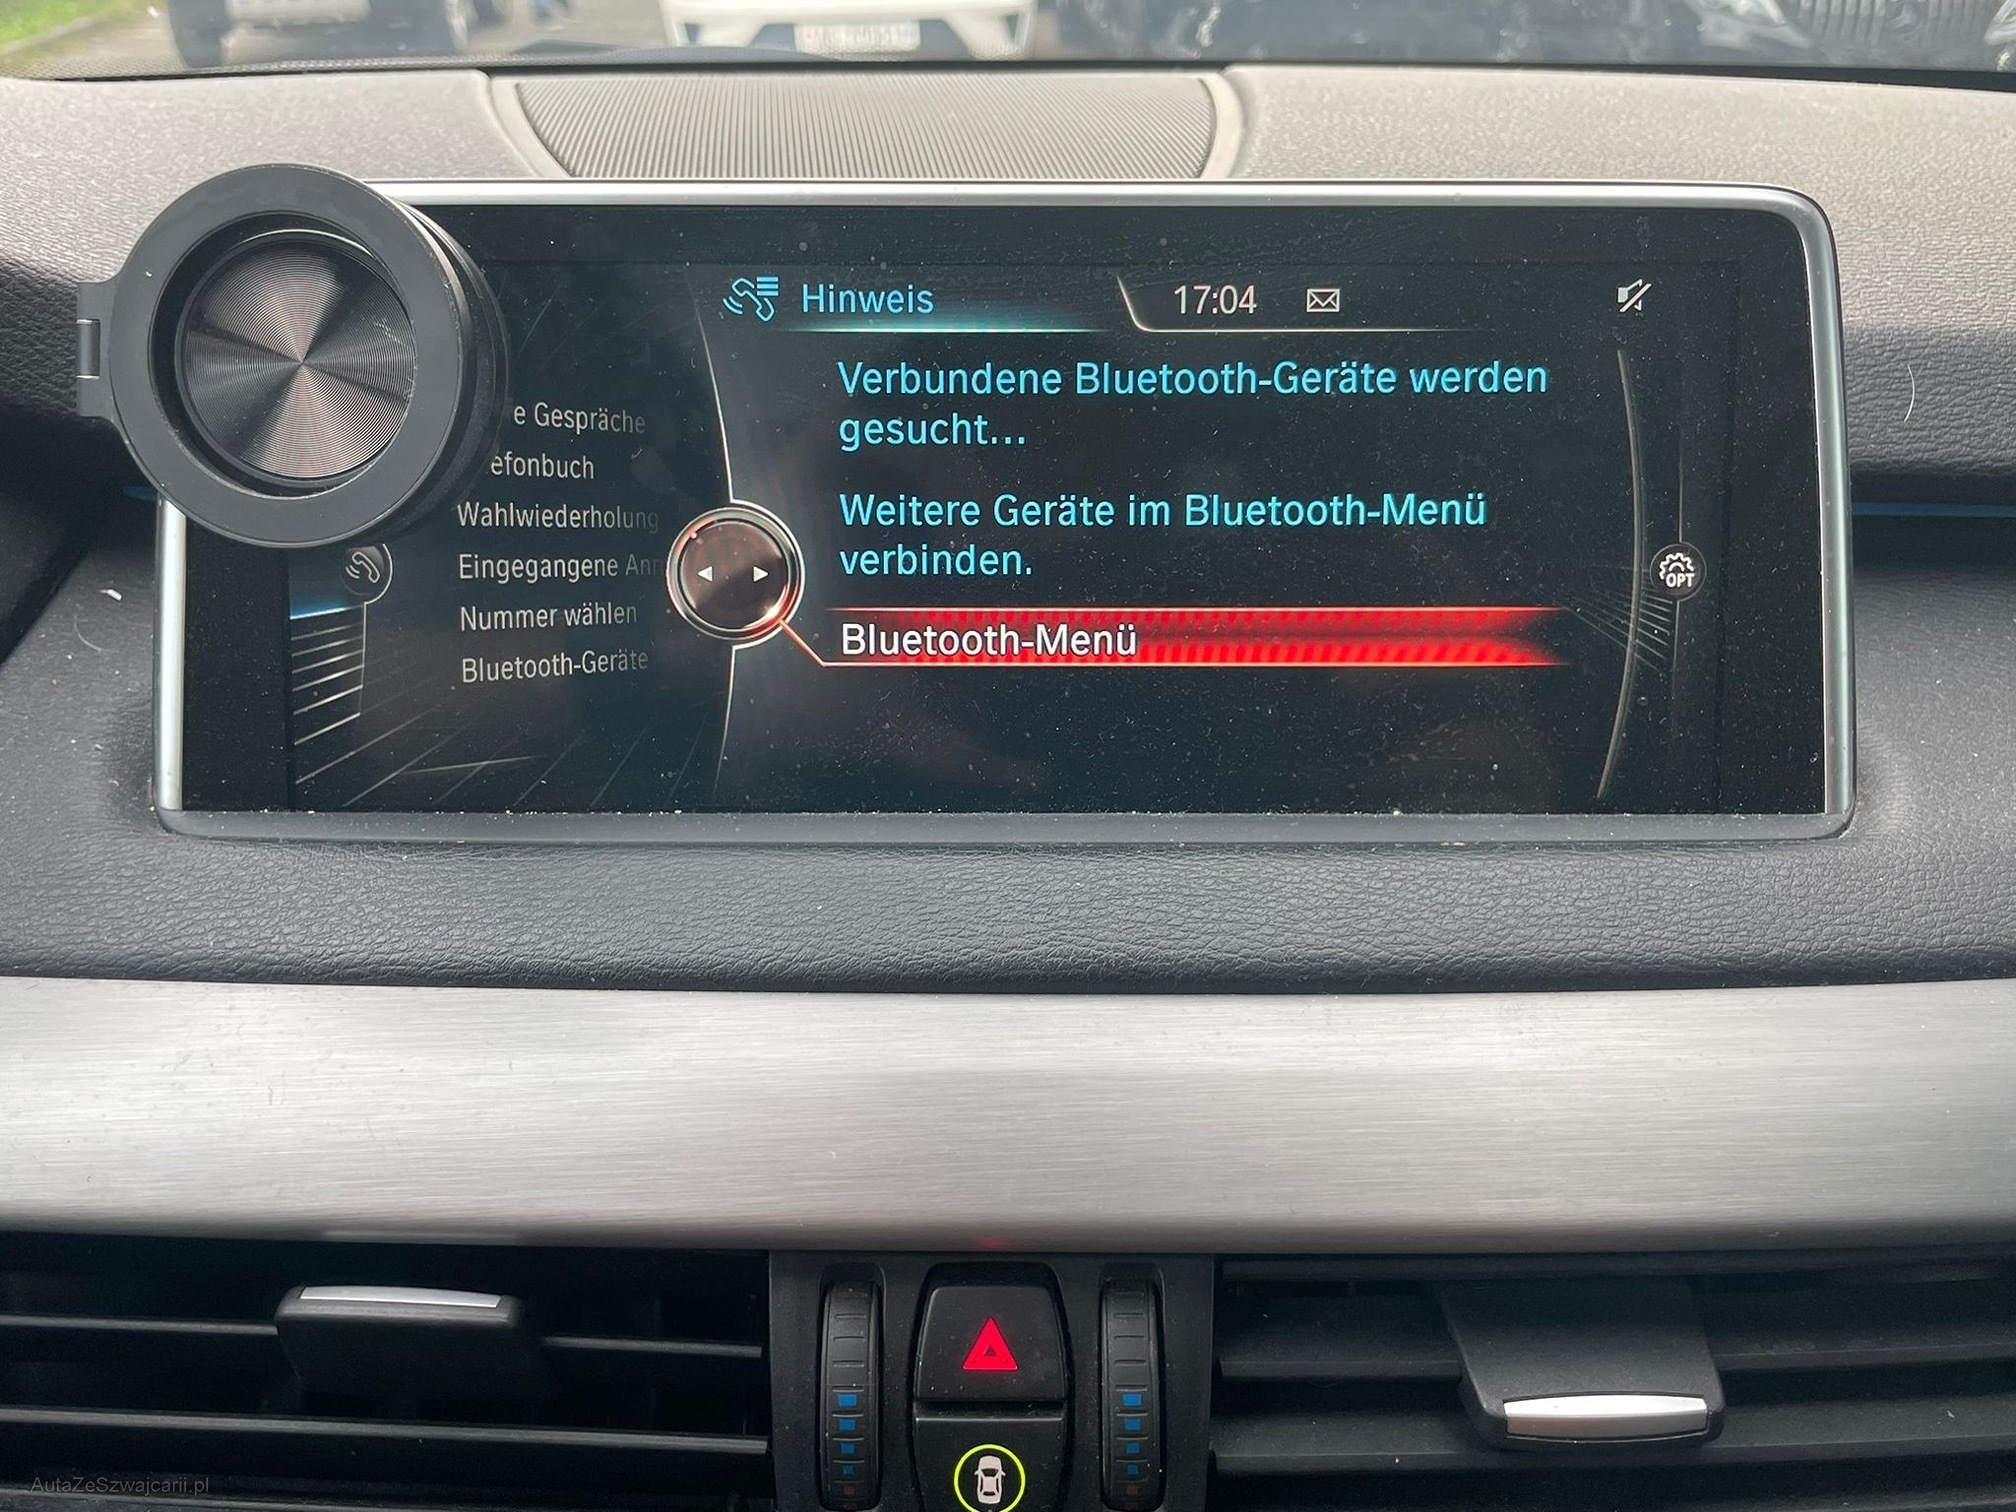 Hinweis
17:04
e Gespräche
efonbuch
Wahlwiederholung
Eingegangene
Nummer wählen
Bluetooth-Geräte
Verbundene Bluetooth-Geräte werden
gesucht...
Weitere Geräte im Bluetooth-Menü
verbinden.
Bluetooth-Menü
OPT
AutaZeSzwajcarii.pl